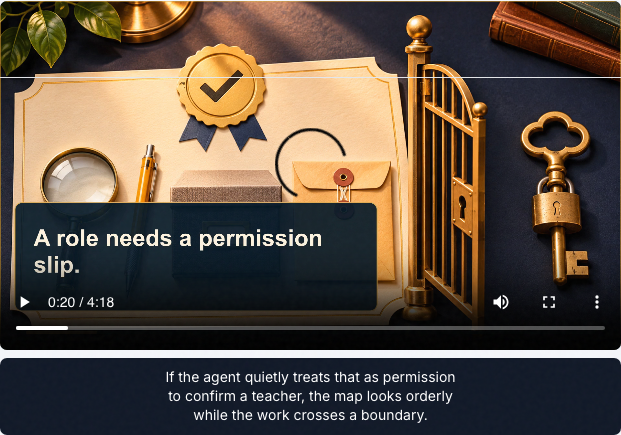 A role needs a permission
slip.
0:20 / 4:18
If the agent quietly treats that as permission
to confirm a teacher, the map looks orderly
while the work crosses a boundary.